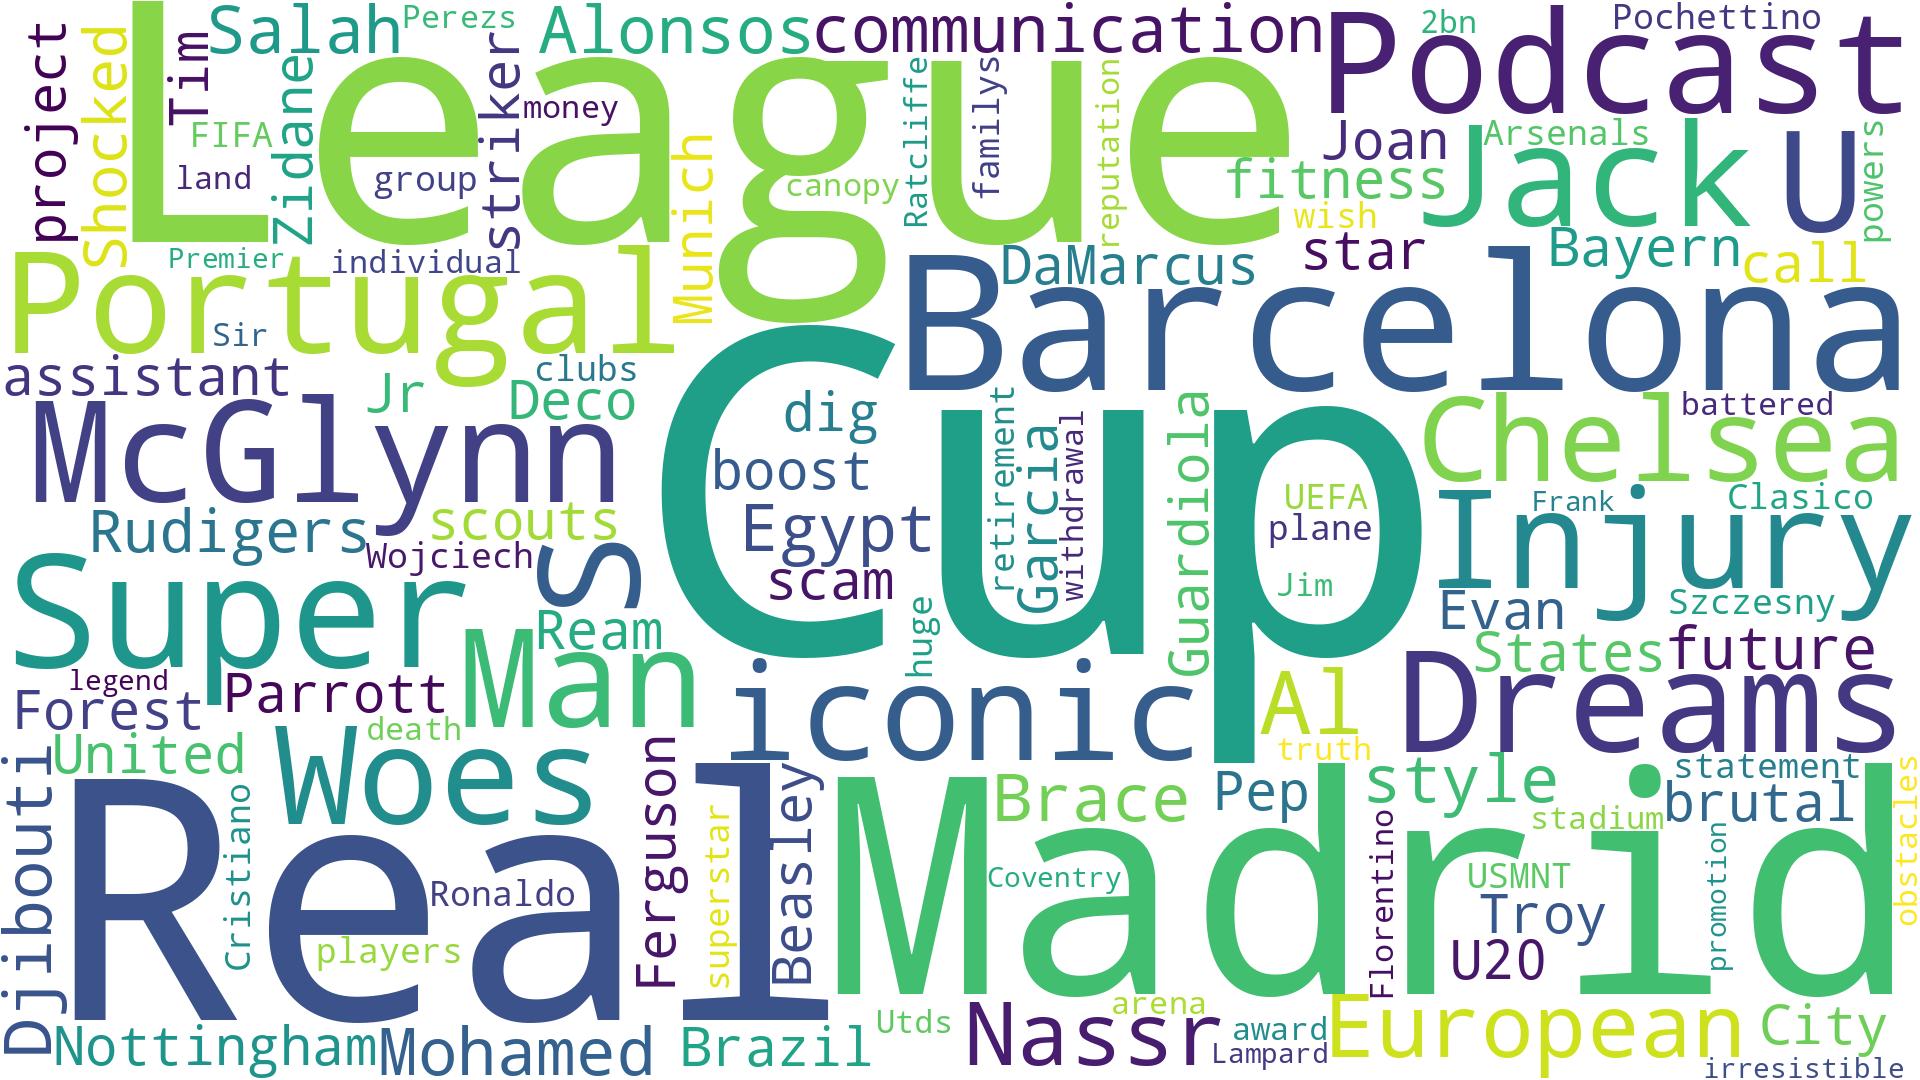 project
Shocked
Tim
Salah
Perezs
Alonsos
communication
Podcast
2bn
Pochettino
League
FIFA
land
Zidane
group
striker
money
Munich
canopy
Ratcliffe
familys
reputation
Joan
Arsenals
Jack
U
powers
fitness
wish
star
Bayern
call
Premier
individual
Portugal
Sir
DaMarcus
Barcelona
assistant
Jr
Deco
clubs
McGlynn
Cup
dig
boost
Egypt
scam
retirement
Garcia
withdrawal
Guardiola
UEFA
plane
Jim
huge
Chelsea
battered
Injury
Frank
Clasico
Szczesny
Evan
States
future
Rudigers
scouts
Wojciech
S
Super
Ream
Man
legend
Forest
Parrott
death
iconic
Al
truth
Dreams
United
Woes
Djibouti
Real
Cristiano
Ronaldo
players
Ferguson
superstar
Beasley
Madrid
Brace
Pep
style
statement
brutal
stadium
obstacles
Coventry
Florentino
USMNT
Troy
U20
promotion
Nottingham
Mohamed
Brazil
Utds
Nassr
arena
award
Lampard
European
City
irresistible